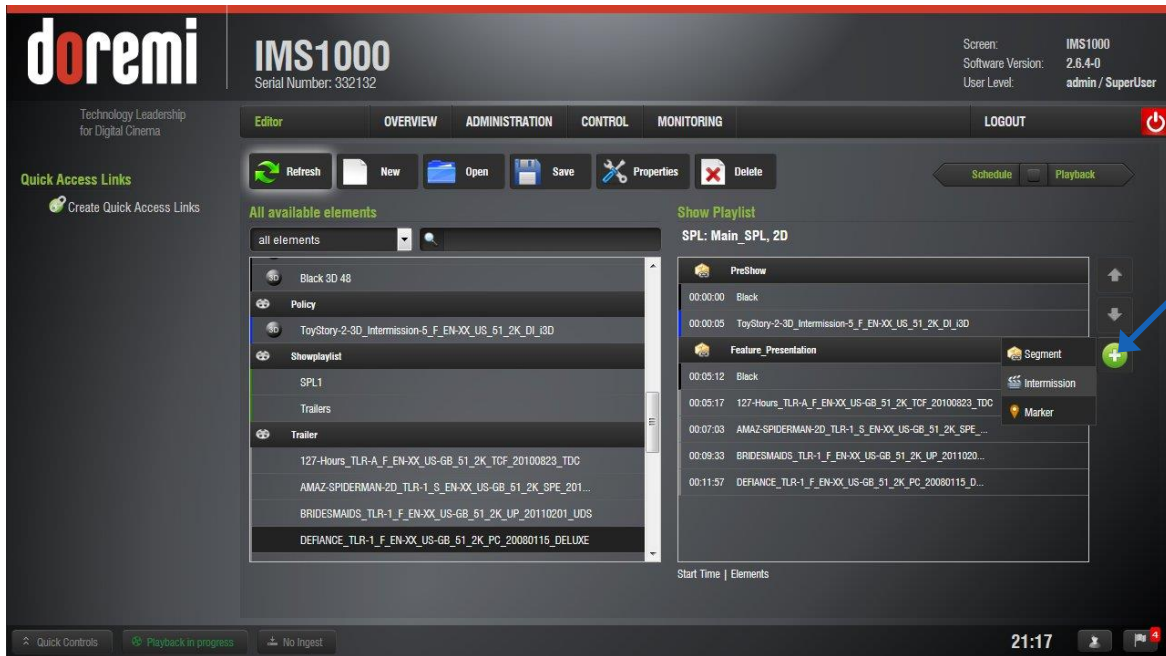 doremi
Technology Leadership
for Digital Cinema
IMS1000
Serial Number: 332132
Screen: IMS1000
Software Version: 2.6.4-0
User Level: admin / SuperUser
Editor OVERVIEW ADMINISTRATION CONTROL MONITORING LOGOUT
Quick Access Links
Create Quick Access Links
Refresh New Open Save Properties Delete
Schedule Playback
All available elements
all elements
3D Black 3D 48
Policy
3D ToyStory-2-3D_Intermission-5_F_EN-XX_US_51_2K_DI_i3D
Showplaylist
SPL1
Trailers
Trailer
127-Hours_TLR-A_F_EN-XX_US-GB_51_2K_TCF_20100823_TDC
AMAZ-SPIDERMAN-2D_TLR-1_S_EN-XX_US-GB_51_2K_SPE_201...
BRIDESMAIDS_TLR-1_F_EN-XX_US-GB_51_2K_UP_20110201_UDS
DEFIANCE_TLR-1_F_EN-XX_US-GB_51_2K_PC_20080115_DELUXE
Show Playlist
SPL: Main_SPL, 2D
PreShow
00:00:00 Black
00:00:05 ToyStory-2-3D_Intermission-5_F_EN-XX_US_51_2K_DI_i3D
Feature_Presentation
00:05:12 Black
00:05:17 127-Hours_TLR-A_F_EN-XX_US-GB_51_2K_TCF_20100823_TDC
00:07:03 AMAZ-SPIDERMAN-2D_TLR-1_S_EN-XX_US-GB_51_2K_SPE_...
00:09:33 BRIDESMAIDS_TLR-1_F_EN-XX_US-GB_51_2K_UP_2011020...
00:11:57 DEFIANCE_TLR-1_F_EN-XX_US-GB_51_2K_PC_20080115_D...
Segment
Intermission
Marker
Start Time | Elements
Quick Controls Playback in progress No Ingest 21:17 4